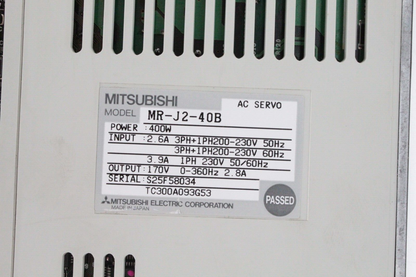 MITSUBISHI AC SERVO
MODEL MR-J2-40B
POWER :400W
INPUT :2.6A 3PH+1PH200-230V 50Hz
3PH+1PH200-230V 60Hz
3.9A 1PH 230V 50/60Hz
OUTPUT:170V 0-360Hz 2.8A
SERIAL:S25F58034
TC300A093G53
MITSUBISHI ELECTRIC CORPORATION
MADE IN JAPAN
PASSED